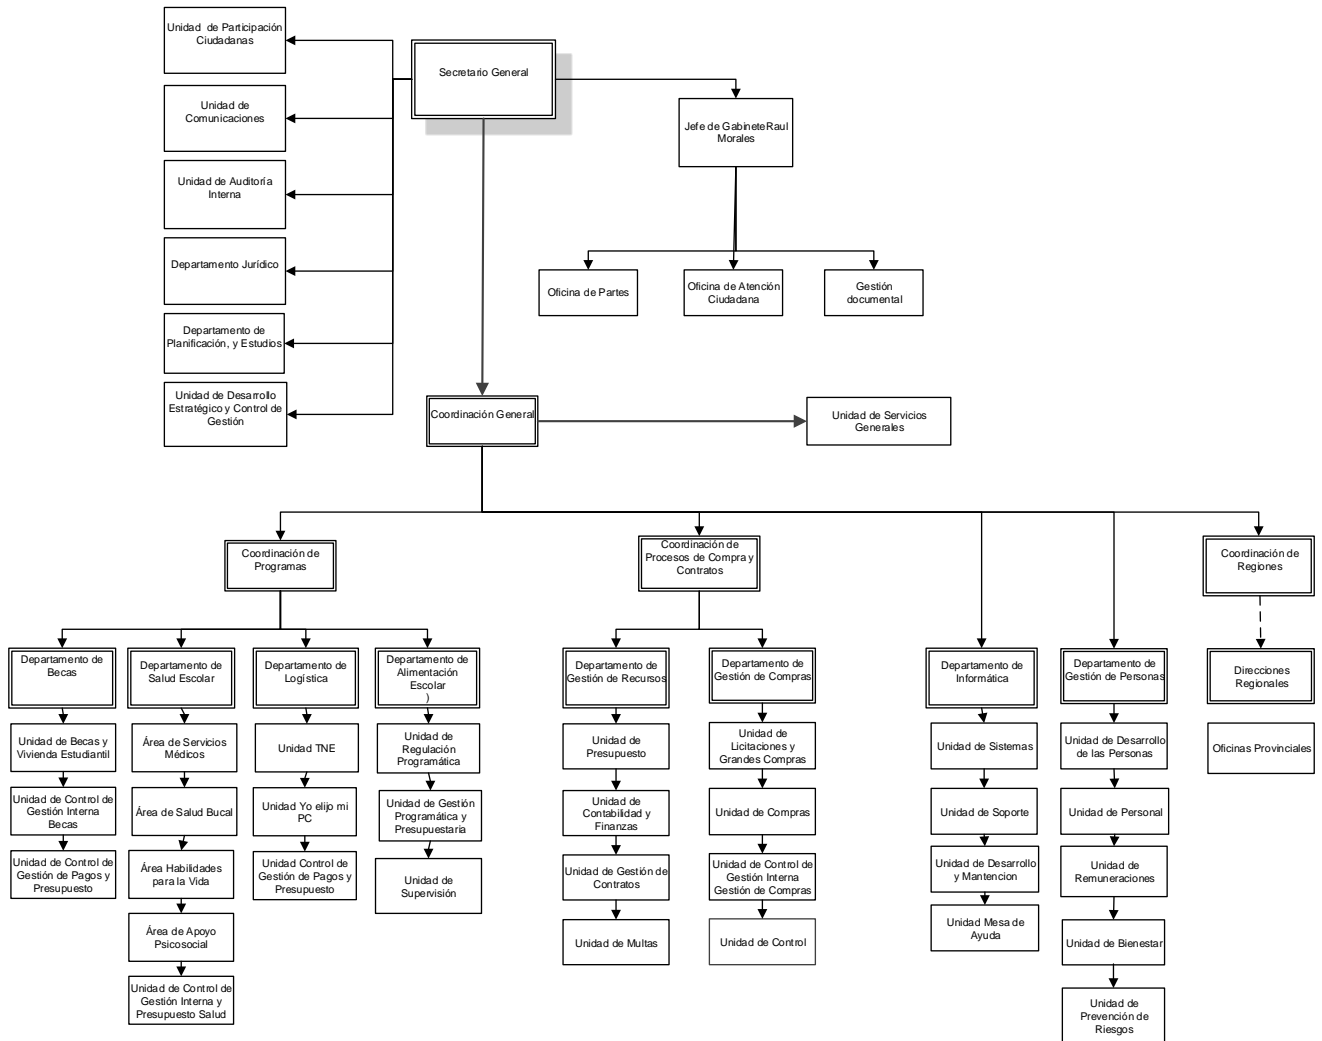 Unidad de Participación
Ciudadanas
Secretario General
Unidad de
Comunicaciones
Jefe de GabineteRaul
Morales
Unidad de Auditoría
Interna
Departamento Jurídico
Oficina de Partes
Oficina de Atención
Ciudadana
Gestión
documental
Departamento de
Planificación, y Estudios
Unidad de Desarrollo
Estratégico y Control de
Gestión
Coordinación General
Unidad de Servicios
Generales
Coordinación de
Programas
Coordinación de
Procesos de Compra y
Contratos
Coordinación de
Regiones
Departamento de
Becas
Departamento de
Salud Escolar
Departamento de
Logística
Departamento de
Alimentación
Escolar
)
Departamento de
Gestión de Recursos
Departamento de
Gestión de Compras
Departamento de
Informática
Departamento de
Gestión de Personas
Direcciones
Regionales
Unidad de Becas y
Vivienda Estudiantil
Área de Servicios
Médicos
Unidad TNE
Unidad de
Regulación
Programática
Unidad de
Presupuesto
Unidad de
Licitaciones y
Grandes Compras
Unidad de Sistemas
Unidad de Desarrollo
de las Personas
Oficinas Provinciales
Unidad de Control de
Gestión Interna
Becas
Área de Salud Bucal
Unidad Yo elijo mi
PC
Unidad de Gestión
Programática y
Presupuestaria
Unidad de
Contabilidad y
Finanzas
Unidad de Compras
Unidad de Soporte
Unidad de Personal
Unidad de Control de
Gestión de Pagos y
Presupuesto
Área Habilidades
para la Vida
Unidad Control de
Gestión de Pagos y
Presupuesto
Unidad de
Supervisión
Unidad de Gestión de
Contratos
Unidad de Control de
Gestión Interna
Gestión de Compras
Unidad de Desarrollo
y Mantencion
Unidad de
Remuneraciones
Área de Apoyo
Psicosocial
Unidad de Multas
Unidad de Control
Unidad Mesa de
Ayuda
Unidad de Bienestar
Unidad de Control de
Gestión Interna y
Presupuesto Salud
Unidad de
Prevención de
Riesgos